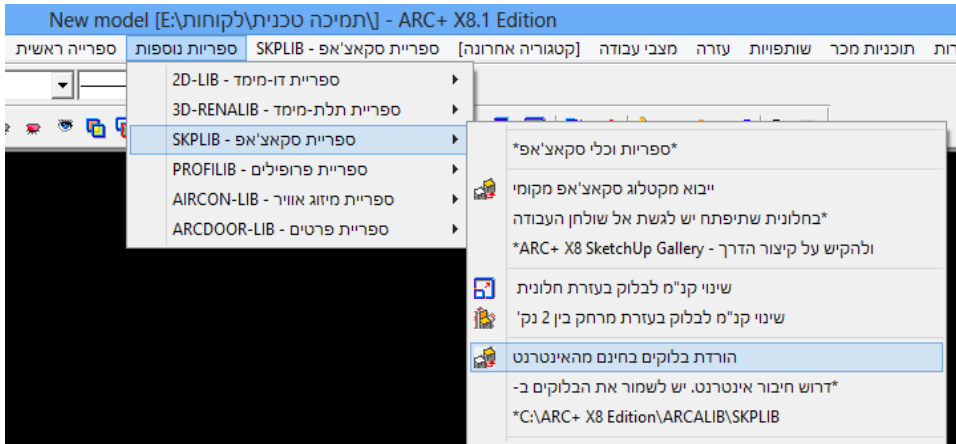 New model [E:\תמיכה טכנית\לקוחות\] - ARC+ X8.1 Edition
ספרייה ראשית ספריות נוספות ספריית סקאצ'אפ - SKPLIB [קטגוריה אחרונה] מצבי עבודה עזרה שותפויות תוכניות מכר רות
ספריית דו-מימד - 2D-LIB
ספריית תלת-מימד - 3D-RENALIB
ספריית סקאצ'אפ - SKPLIB
ספריית פרופילים - PROFILIB
ספריית מיזוג אוויר - AIRCON-LIB
ספריית פרטים - ARCDOOR-LIB
*ספריות וכלי סקאצ'אפ*
ייבוא מקטלוג סקאצ'אפ מקומי
*בחלונית שתיפתח יש לגשת אל שולחן העבודה
ולהקיש על קיצור הדרך - ARC+ X8 SketchUp Gallery*
שינוי קנ"מ לבלוק בעזרת חלונית
שינוי קנ"מ לבלוק בעזרת מרחק בין 2 נק'
הורדת בלוקים בחינם מהאינטרנט
*דרוש חיבור אינטרנט. יש לשמור את הבלוקים ב-
*C:\ARC+ X8 Edition\ARCALIB\SKPLIB